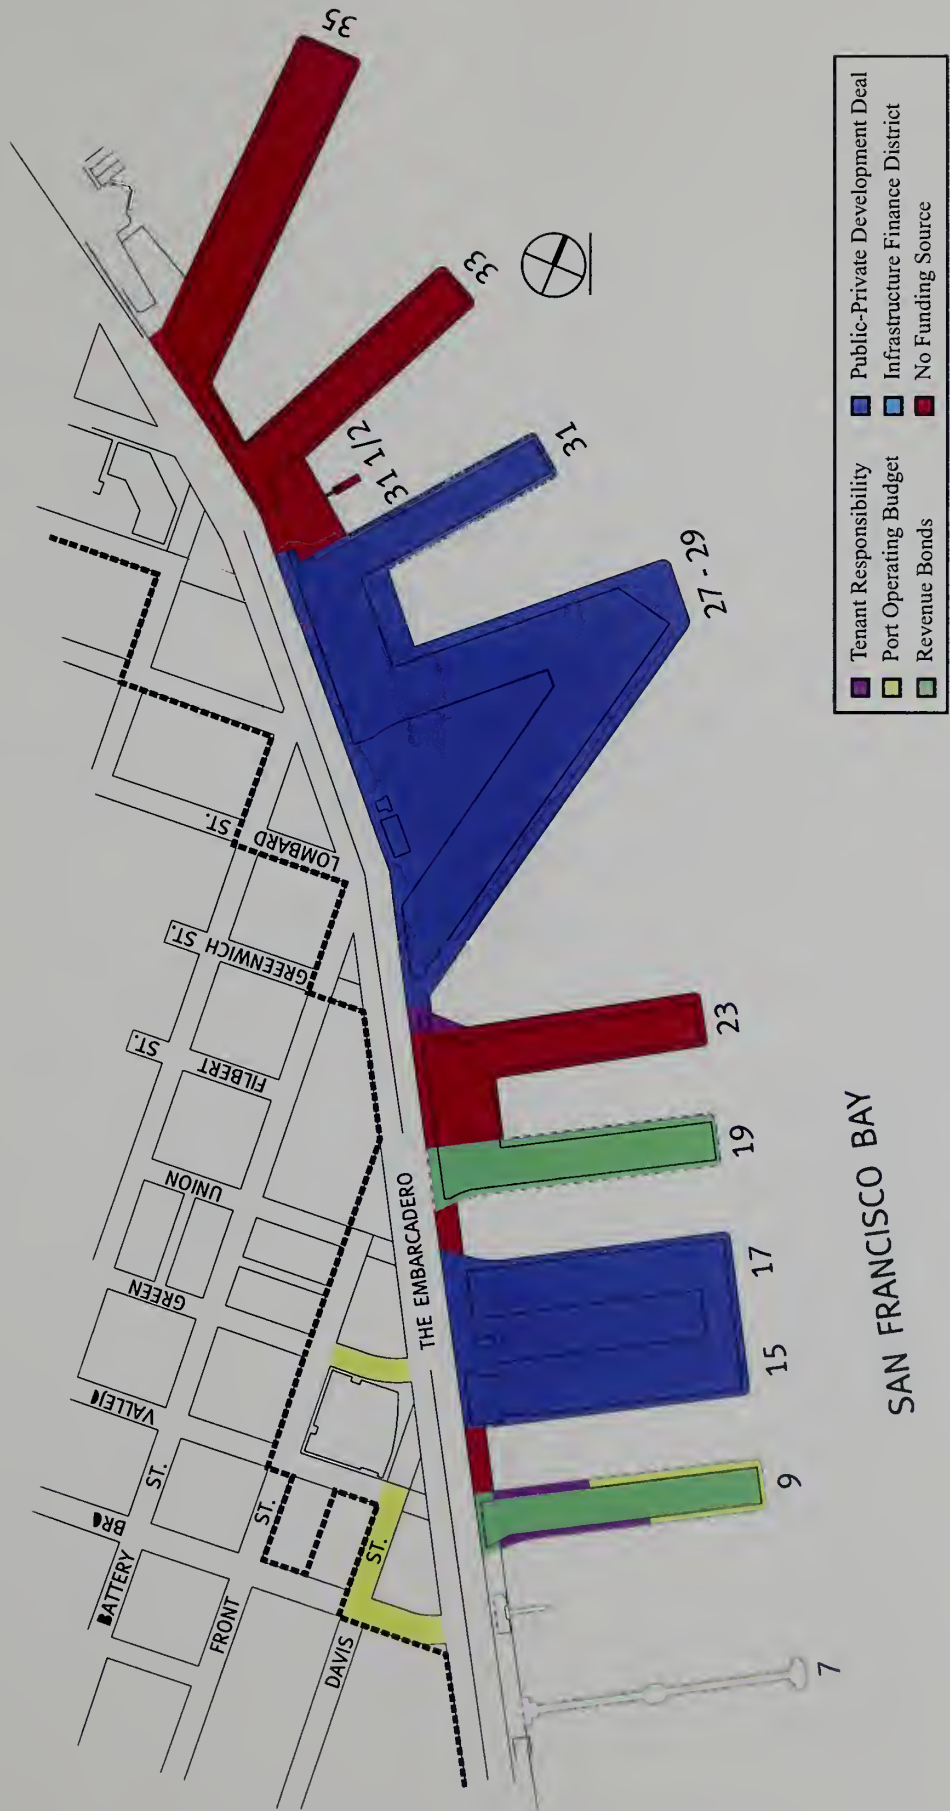 35
33
31 1/2
31
27 - 29
23
19
17
15
9
7
LOMBARD
ST.
GREENWICH ST.
FILBERT
ST.
UNION
GREEN
VALLEJO
ST.
BATTERY
FRONT
ST.
DAVIS
ST.
THE EMBARCADERO
SAN FRANCISCO BAY
Tenant Responsibility
Port Operating Budget
Revenue Bonds
Public-Private Development Deal
Infrastructure Finance District
No Funding Source